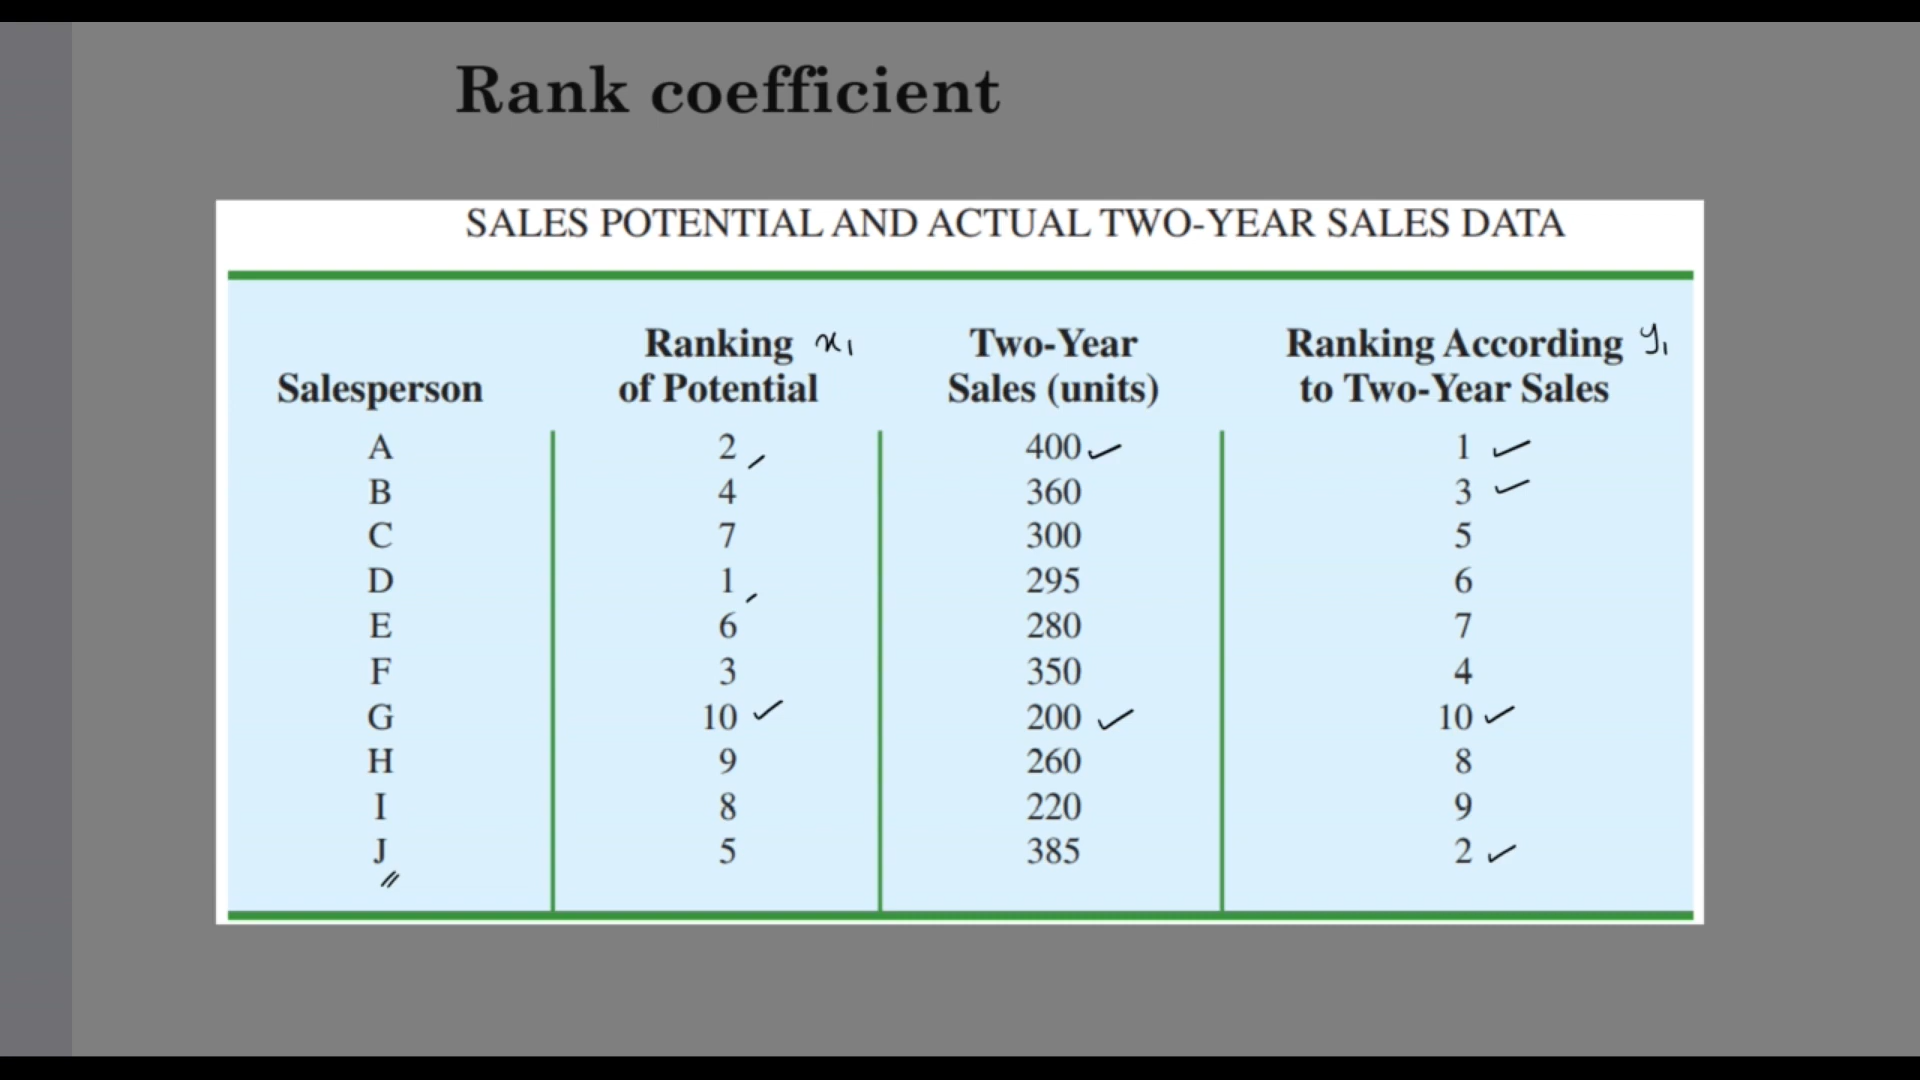 Rank coefficient
SALES POTENTIAL AND ACTUAL TWO-YEAR SALES DATA
Salesperson Ranking of Potential x₁ Two-Year Sales (units) Ranking According to Two-Year Sales y₁
A 2 400 1
B 4 360 3
C 7 300 5
D 1 295 6
E 6 280 7
F 3 350 4
G 10 200 10
H 9 260 8
I 8 220 9
J 5 385 2